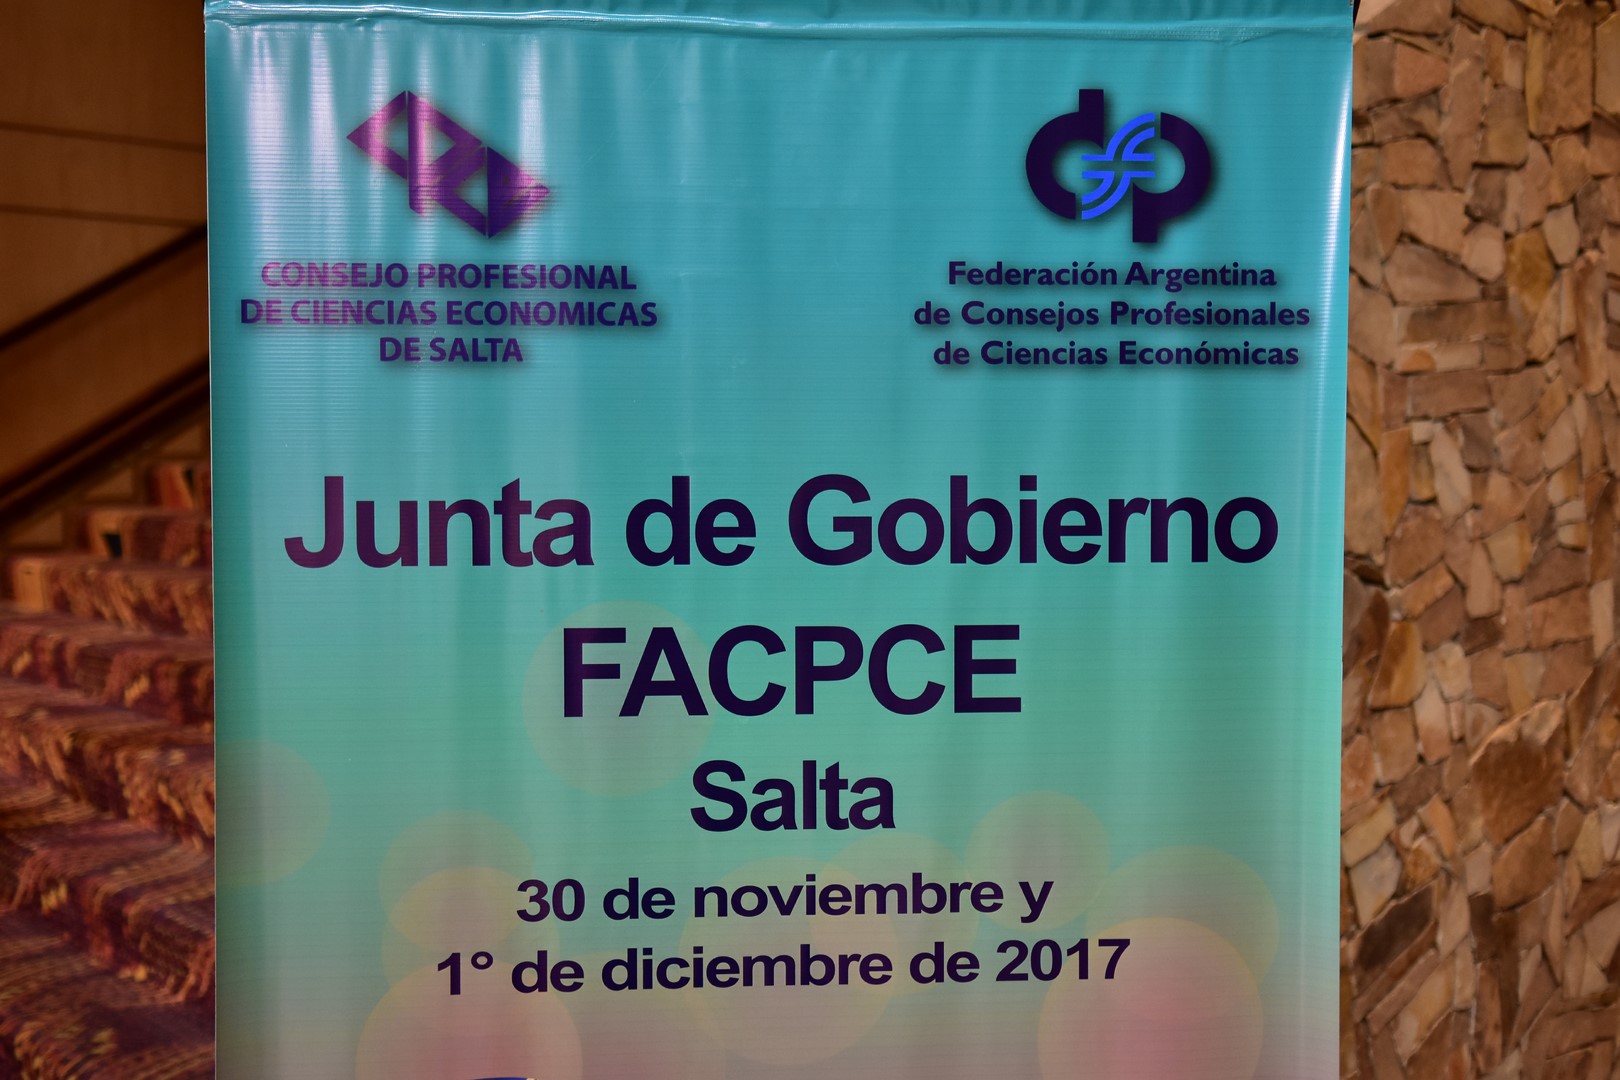 CONSEJO PROFESIONAL
DE CIENCIAS ECONOMICAS
DE SALTA
Federación Argentina
de Consejos Profesionales
de Ciencias Económicas
Junta de Gobierno
FACPCE
Salta
30 de noviembre y
1° de diciembre de 2017